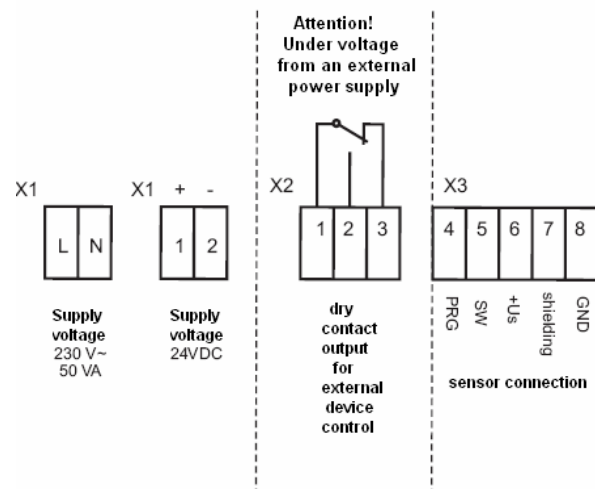 Attention!
Under voltage
from an external
power supply
X1
L N
Supply
voltage
230 V~
50 VA
X1 + -
1 2
Supply
voltage
24VDC
X2
1 2 3
dry
contact
output
for
external
device
control
X3
4 5 6 7 8
PRG
SW
+Us
shielding
GND
sensor connection